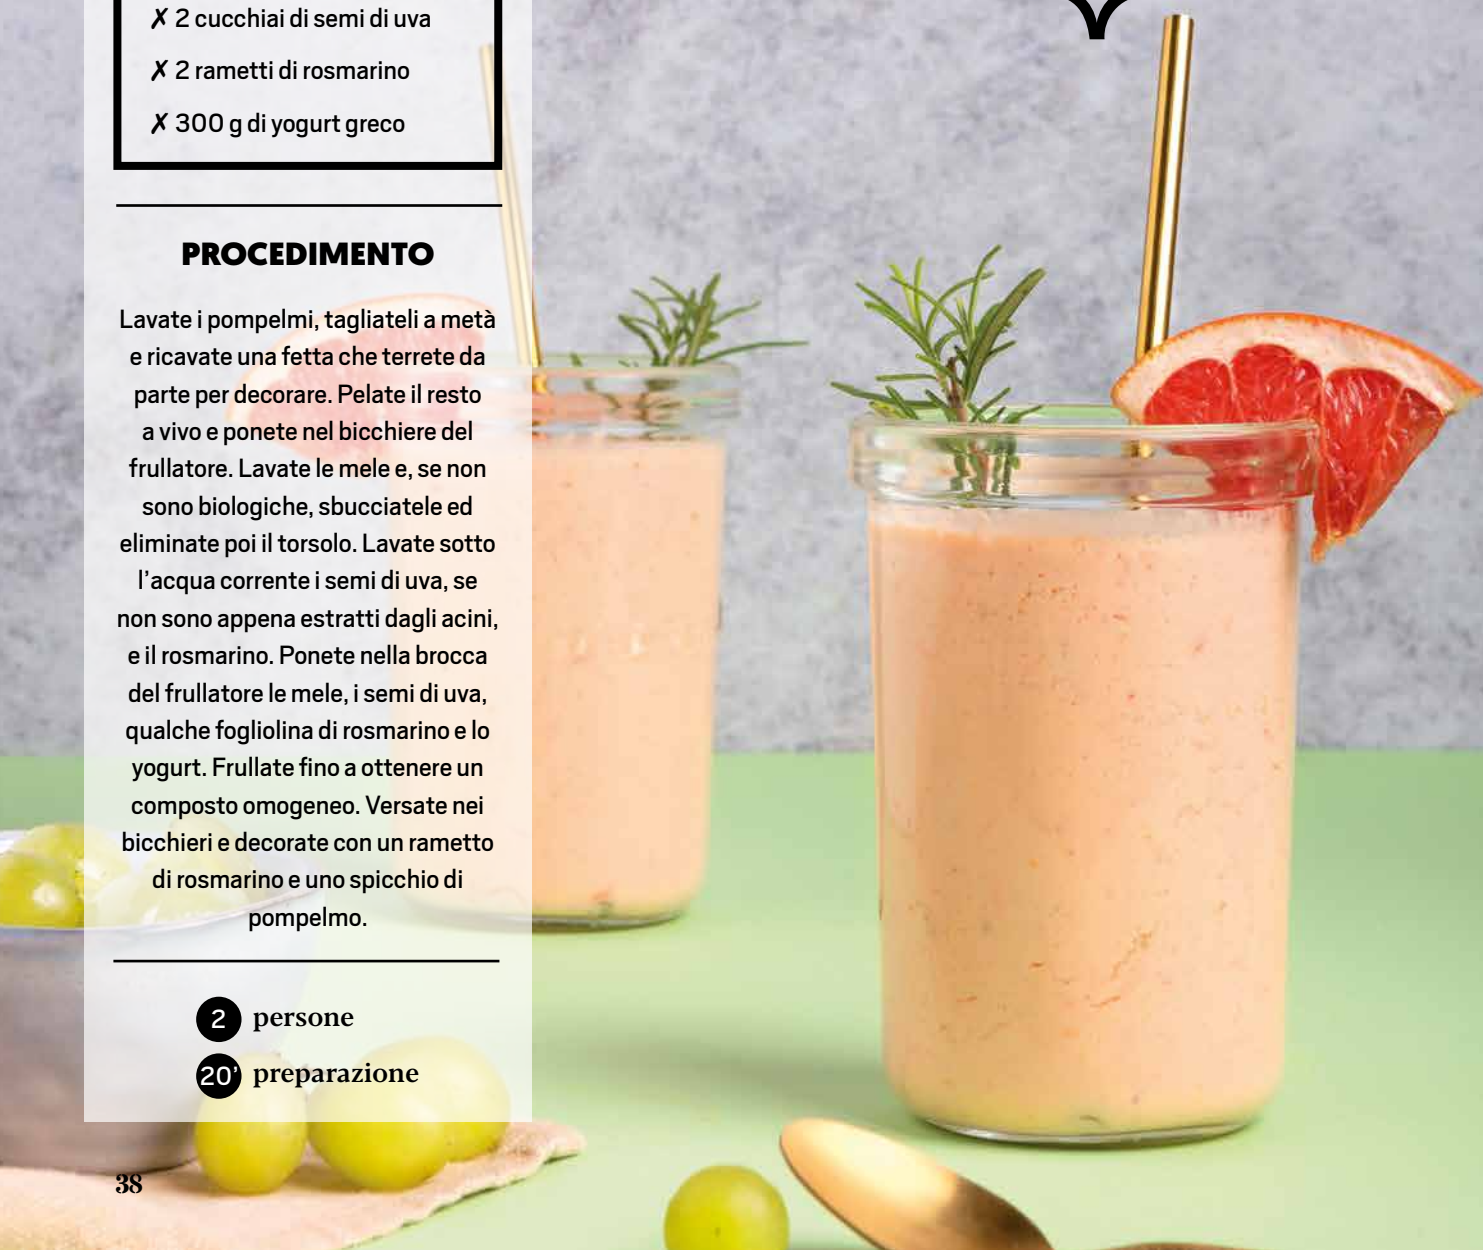 ✗ 2 cucchiai di semi di uva
✗ 2 rametti di rosmarino
✗ 300 g di yogurt greco
PROCEDIMENTO
Lavate i pompelmi, tagliateli a metà
e ricavate una fetta che terrete da
parte per decorare. Pelate il resto
a vivo e ponete nel bicchiere del
frullatore. Lavate le mele e, se non
sono biologiche, sbucciatele ed
eliminate poi il torsolo. Lavate sotto
l'acqua corrente i semi di uva, se
non sono appena estratti dagli acini,
e il rosmarino. Ponete nella brocca
del frullatore le mele, i semi di uva,
qualche fogliolina di rosmarino e lo
yogurt. Frullate fino a ottenere un
composto omogeneo. Versate nei
bicchieri e decorate con un rametto
di rosmarino e uno spicchio di
pompelmo.
2 persone
20' preparazione
38